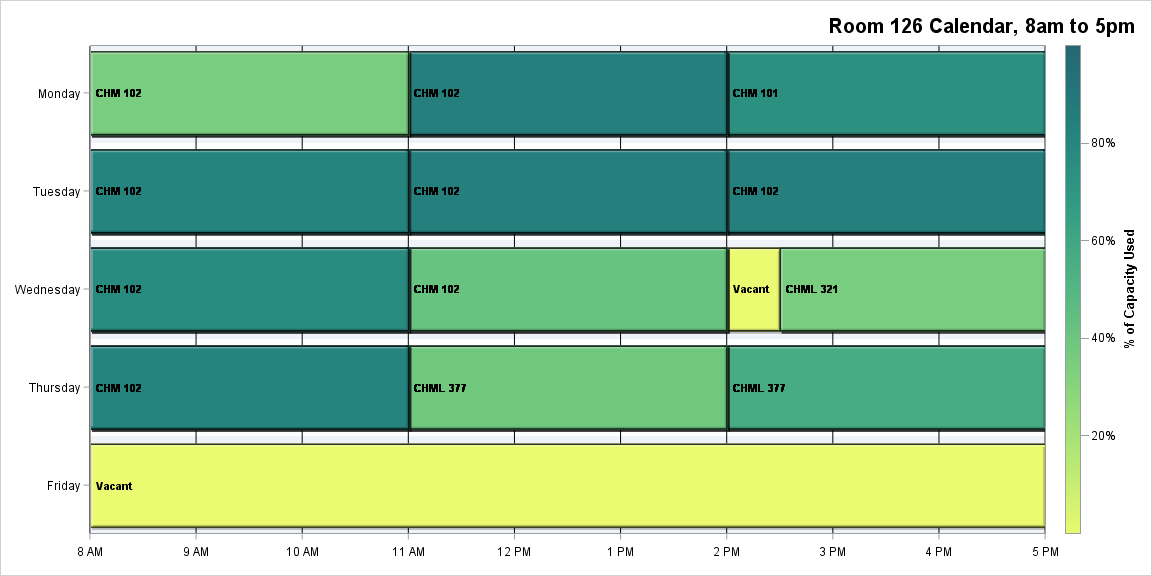 Room 126 Calendar, 8am to 5pm
Monday
CHM 102
CHM 102
CHM 101
Tuesday
CHM 102
CHM 102
CHM 102
Wednesday
CHM 102
CHM 102
Vacant
CHML 321
Thursday
CHM 102
CHML 377
CHML 377
Friday
Vacant
8 AM
9 AM
10 AM
11 AM
12 PM
1 PM
2 PM
3 PM
4 PM
5 PM
80%
60%
40%
20%
% of Capacity Used